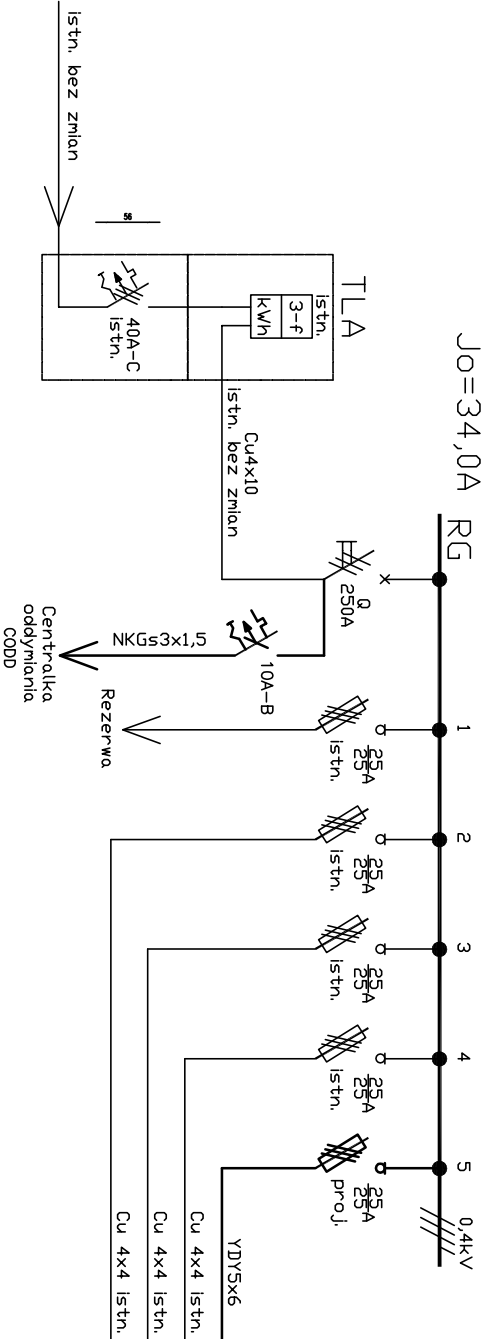 Jo=34,0A
RG
0,4kV
TLA
istn.
3-f
kWh
40A-C
istn.
56
istn. bez zmian
Cu4x10
istn. bez zmian
Q
250A
10A-B
NKGs3x1,5
Centralka
oddymiania
CODD
1
25
25A
istn.
Rezerwa
2
25
25A
istn.
3
25
25A
istn.
4
25
25A
istn.
5
25
25A
proj.
YDY5x6
Cu 4x4 istn.
Cu 4x4 istn.
Cu 4x4 istn.